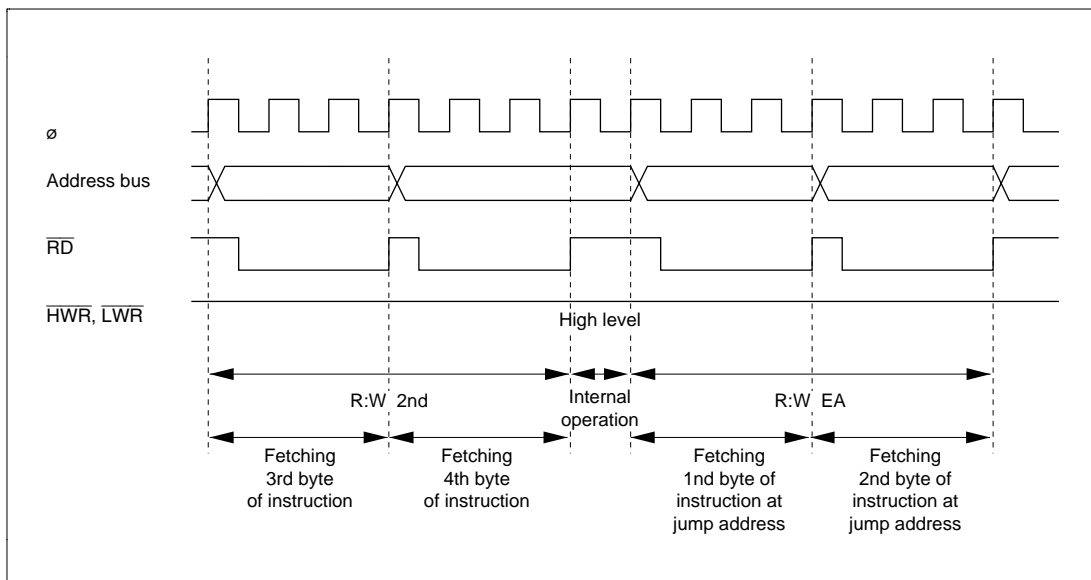 ø
Address bus
RD
HWR, LWR
High level
R:W 2nd
Internal
operation
R:W EA
Fetching
3rd byte
of instruction
Fetching
4th byte
of instruction
Fetching
1nd byte of
instruction at
jump address
Fetching
2nd byte of
instruction at
jump address